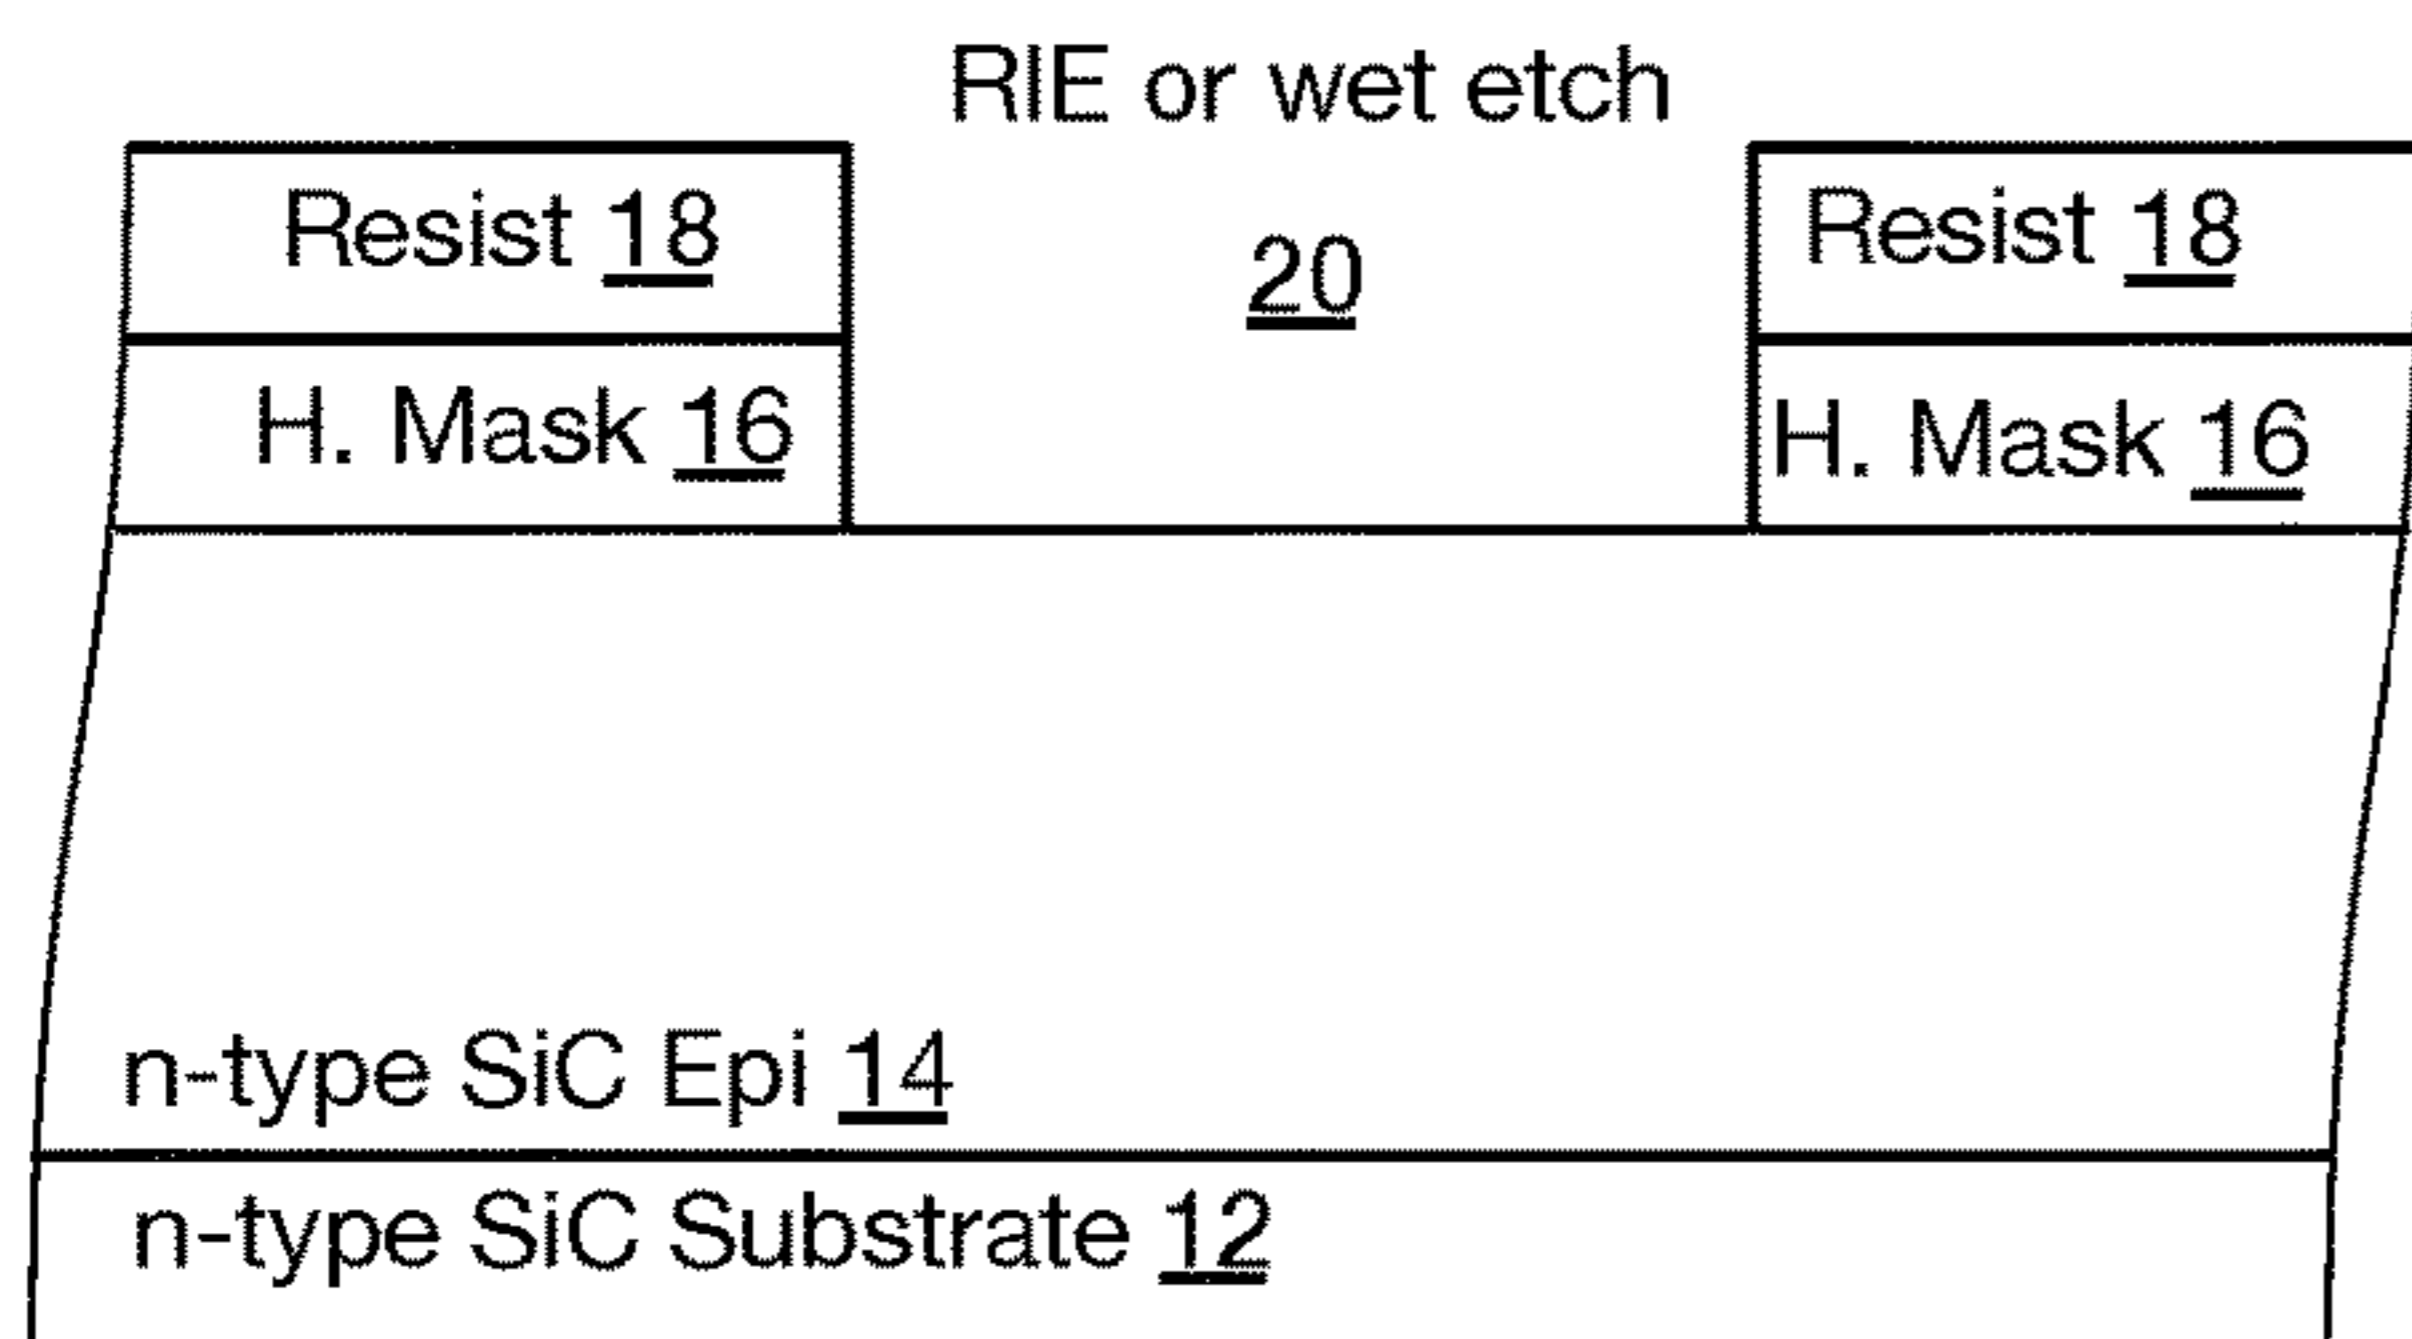 RIE or wet etch
Resist 18
20
Resist 18
H. Mask 16
H. Mask 16
n-type SiC Epi 14
n-type SiC Substrate 12